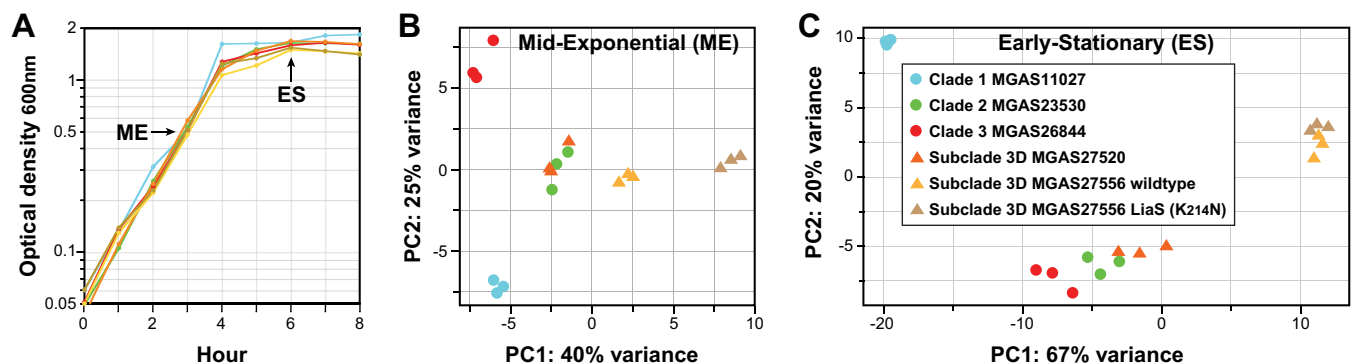 A
Optical density 600nm
2
1
0.5
0.1
0.05
ME
ES
0
2
4
6
8
Hour
B
Mid-Exponential (ME)
PC2: 25% variance
5
0
-5
-5
0
5
10
PC1: 40% variance
C
Early-Stationary (ES)
PC2: 20% variance
10
5
0
-5
Clade 1 MGAS11027
Clade 2 MGAS23530
Clade 3 MGAS26844
Subclade 3D MGAS27520
Subclade 3D MGAS27556 wildtype
Subclade 3D MGAS27556 LiaS (K214N)
-20
-10
0
10
PC1: 67% variance